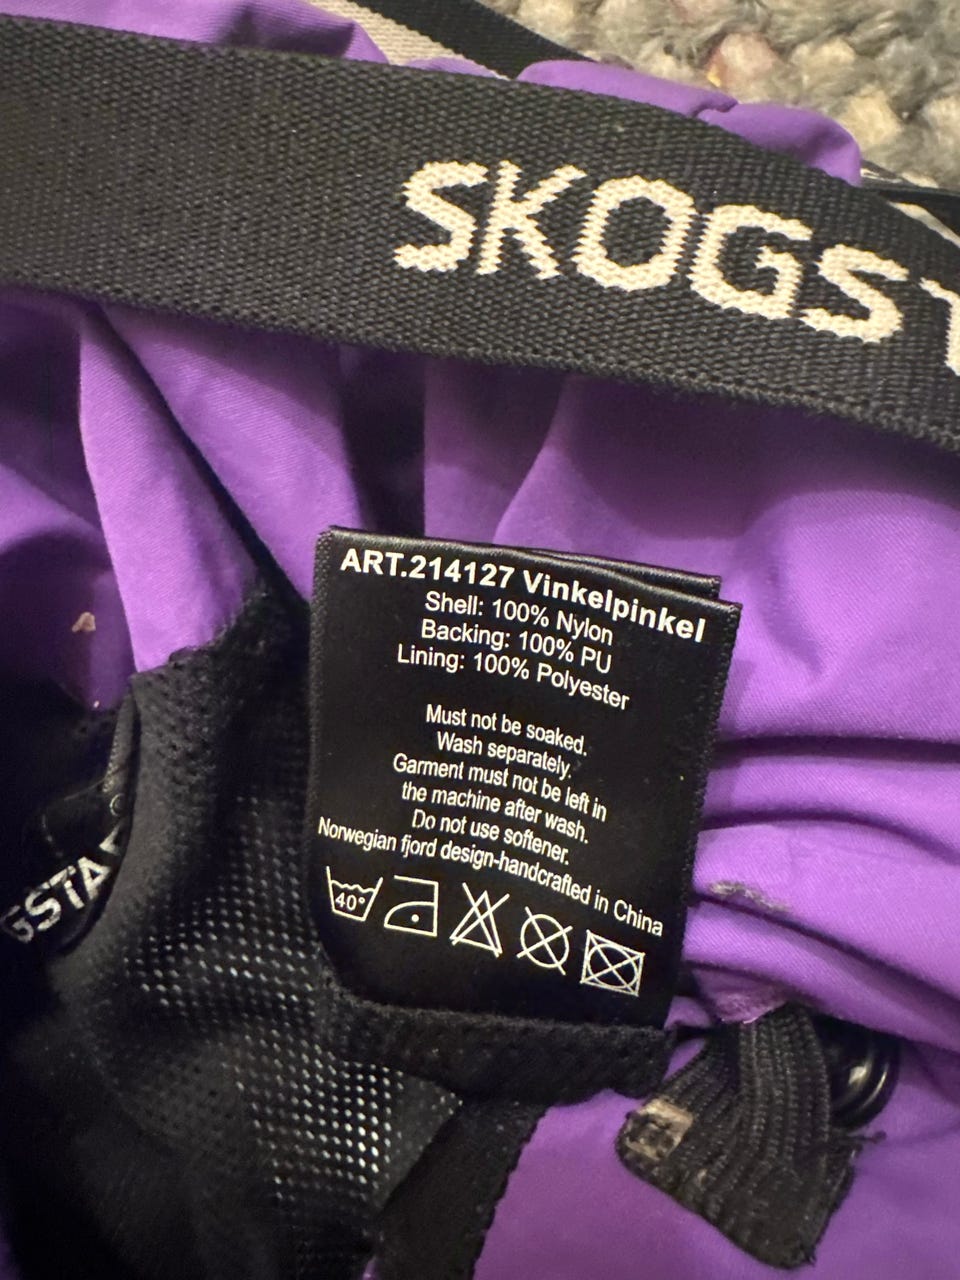 SKOGS
ART.214127 Vinkelpinkel
Shell: 100% Nylon
Backing: 100% PU
Lining: 100% Polyester
Must not be soaked.
Wash separately.
Garment must not be left in
the machine after wash.
Do not use softener.
Norwegian fjord design-handcrafted in China
40°
GSTA